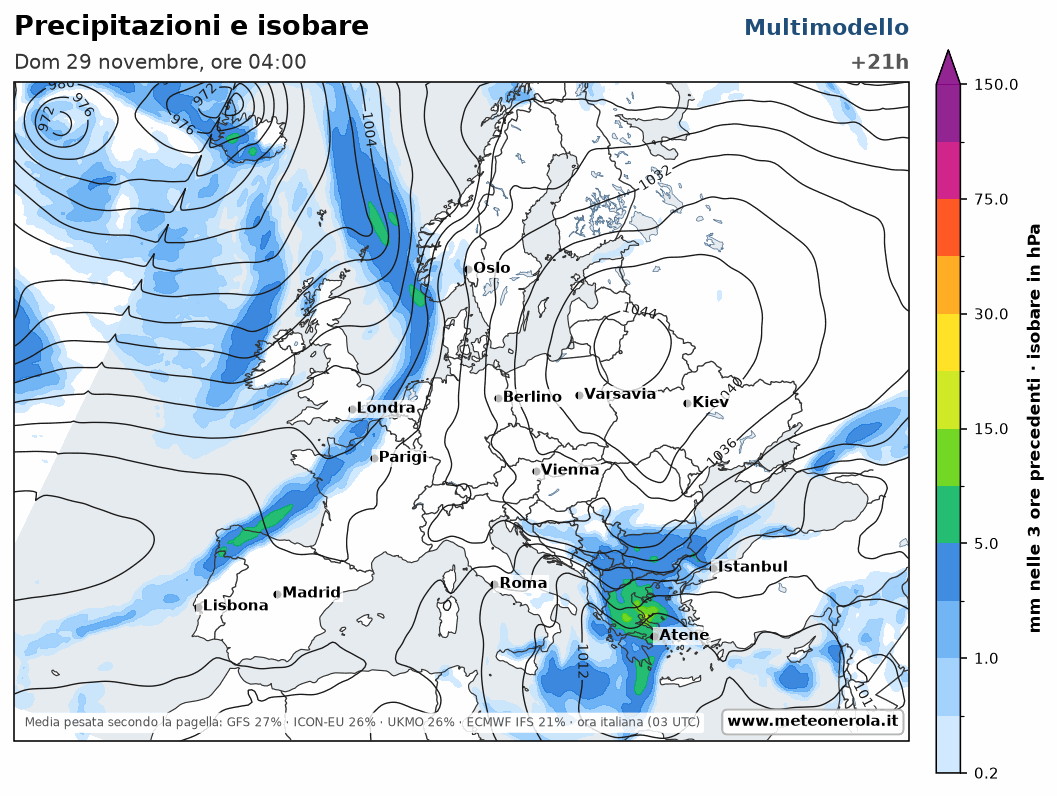 Precipitazioni e isobare
Multimodello
Dom 29 novembre, ore 04:00
+21h
980
972
976
972
976
1004
1032
Oslo
1044
Berlino
Varsavia
Kiev
1040
Londra
1036
Parigi
Vienna
Istanbul
Roma
Madrid
Lisbona
Atene
1012
Media pesata secondo la pagella: GFS 27% · ICON-EU 26% · UKMO 26% · ECMWF IFS 21% · ora italiana (03 UTC)
www.meteonerola.it
150.0
75.0
30.0
15.0
5.0
1.0
0.2
mm nelle 3 ore precedenti · isobare in hPa